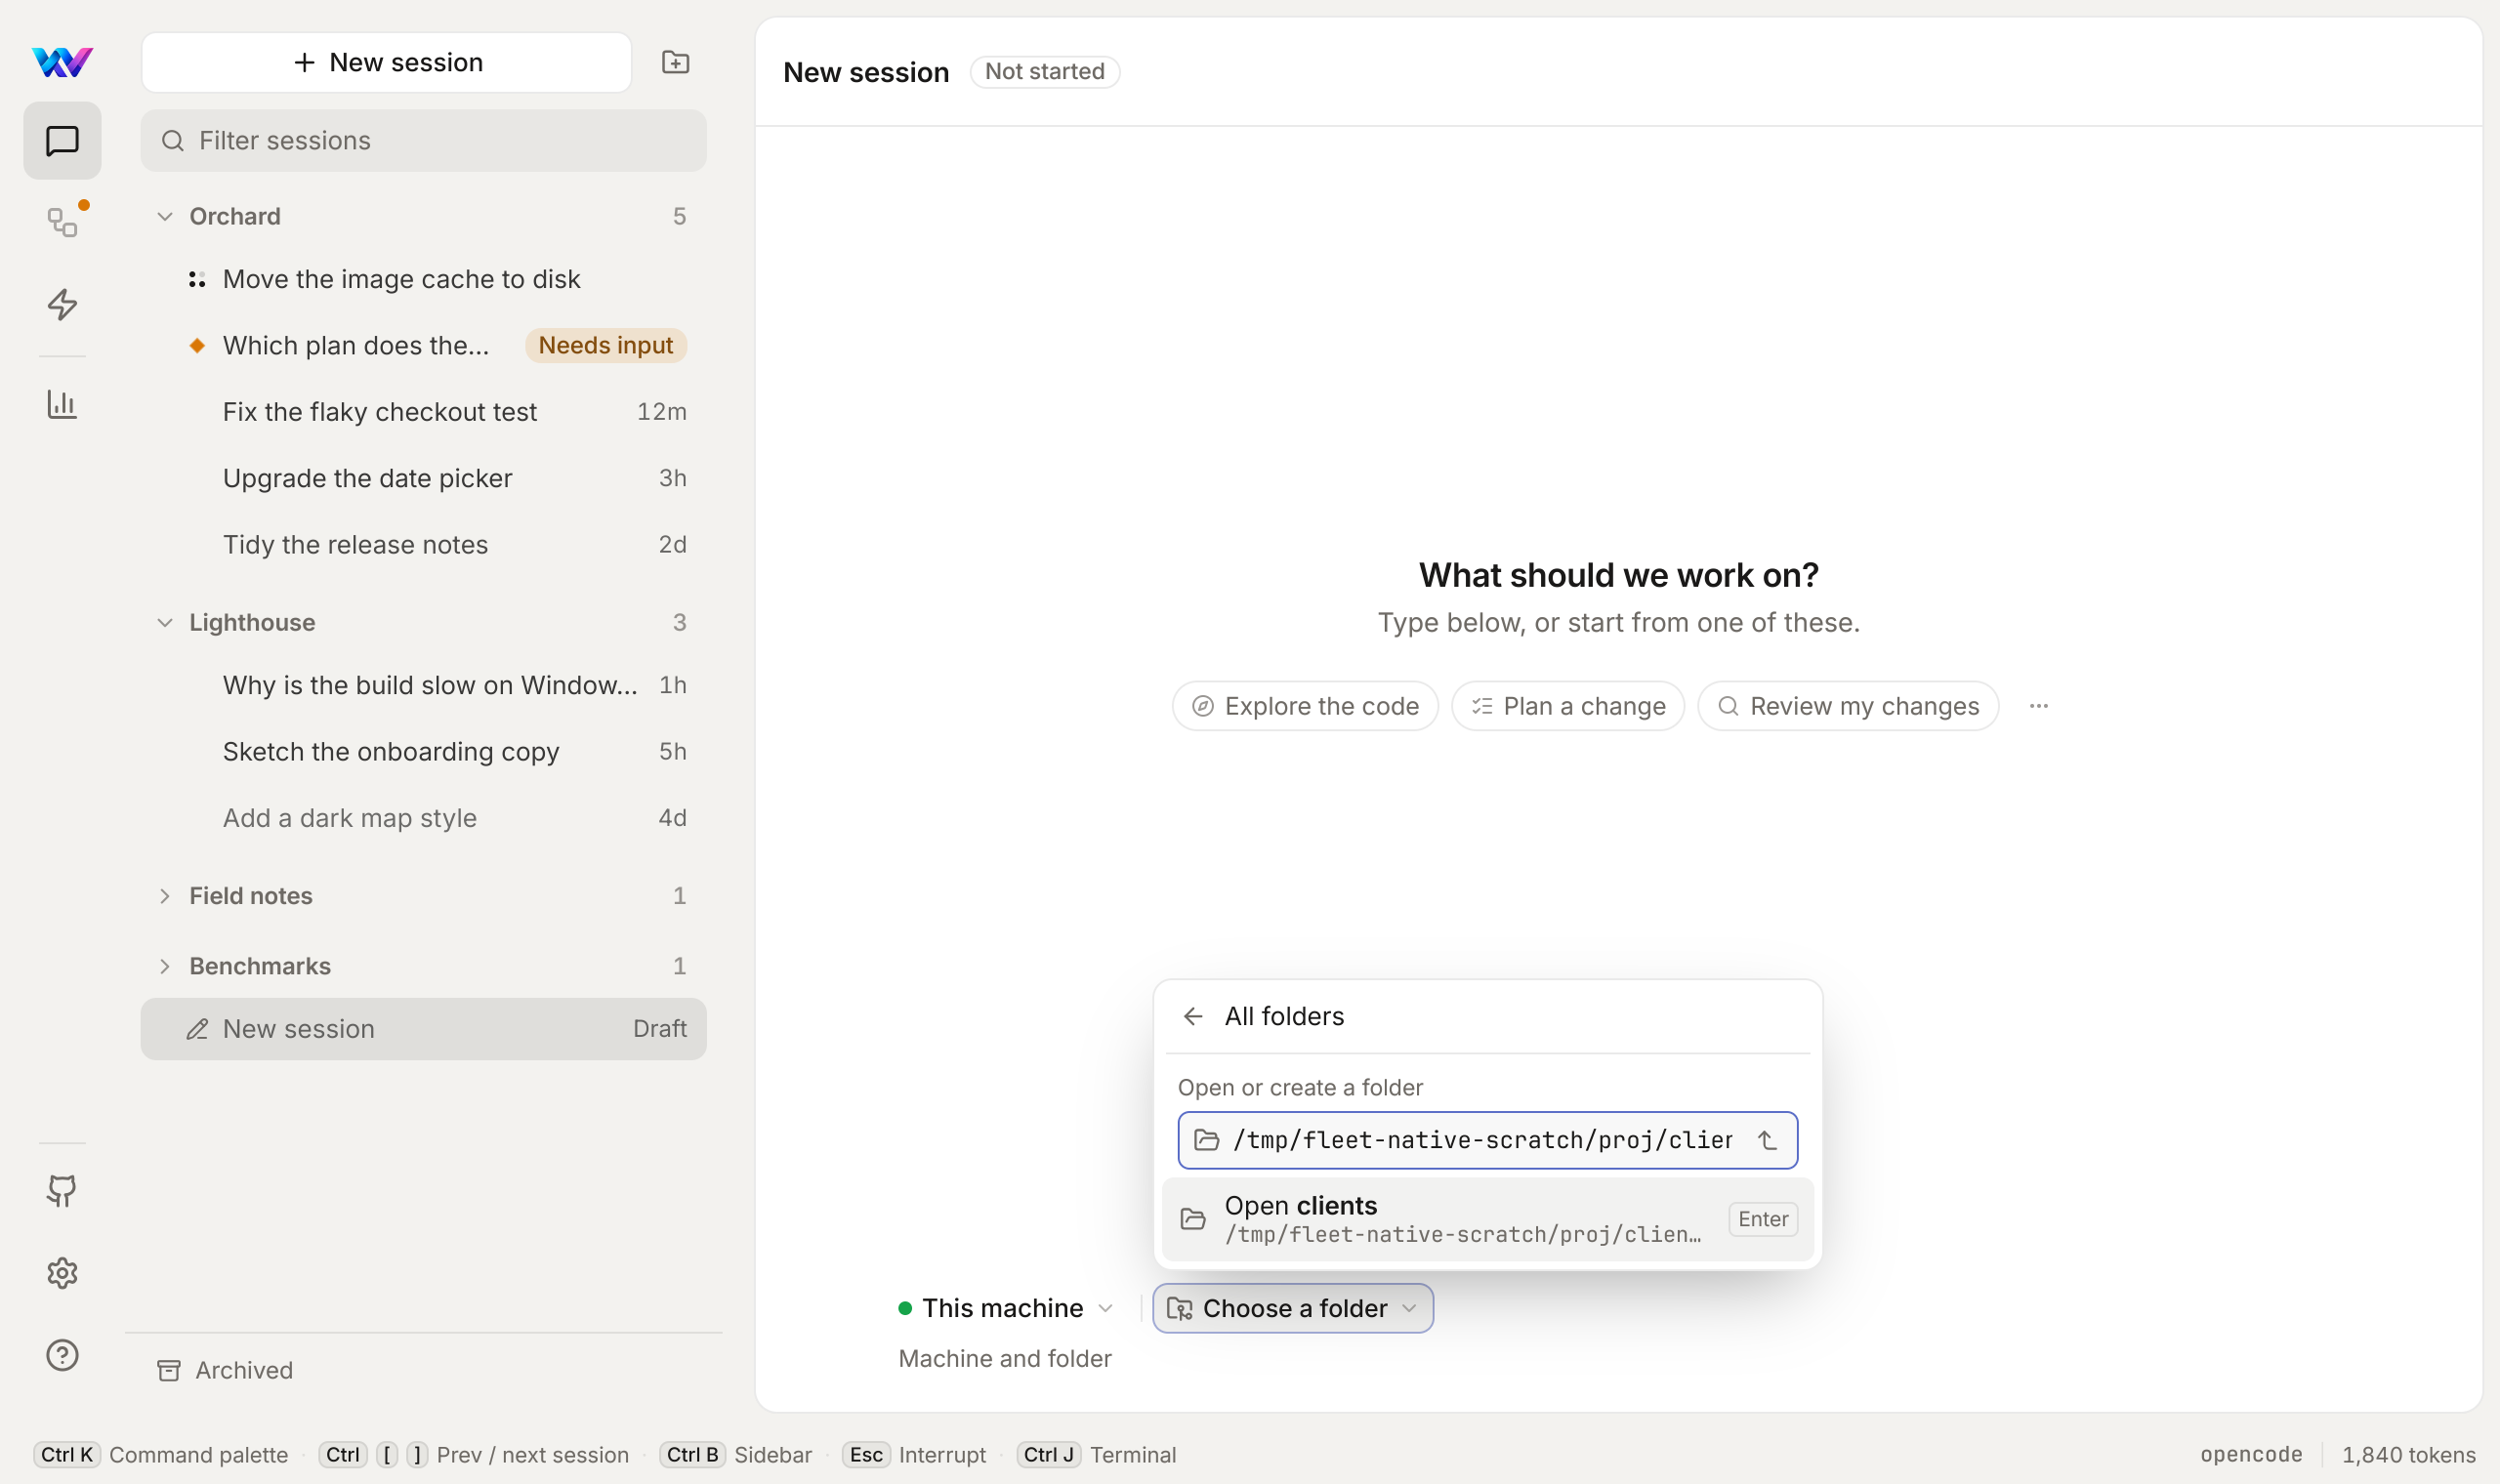 New session
Filter sessions
Orchard 5
Move the image cache to disk
Which plan does the... Needs input
Fix the flaky checkout test 12m
Upgrade the date picker 3h
Tidy the release notes 2d
Lighthouse 3
Why is the build slow on Window... 1h
Sketch the onboarding copy 5h
Add a dark map style 4d
Field notes 1
Benchmarks 1
New session Draft
Archived
New session Not started
What should we work on?
Type below, or start from one of these.
Explore the code Plan a change Review my changes ...
All folders
Open or create a folder
/tmp/fleet-native-scratch/proj/clien
Open clients
/tmp/fleet-native-scratch/proj/clien...
Enter
This machine Choose a folder
Machine and folder
Ctrl K Command palette · Ctrl [ ] Prev / next session · Ctrl B Sidebar · Esc Interrupt · Ctrl J Terminal
opencode 1,840 tokens